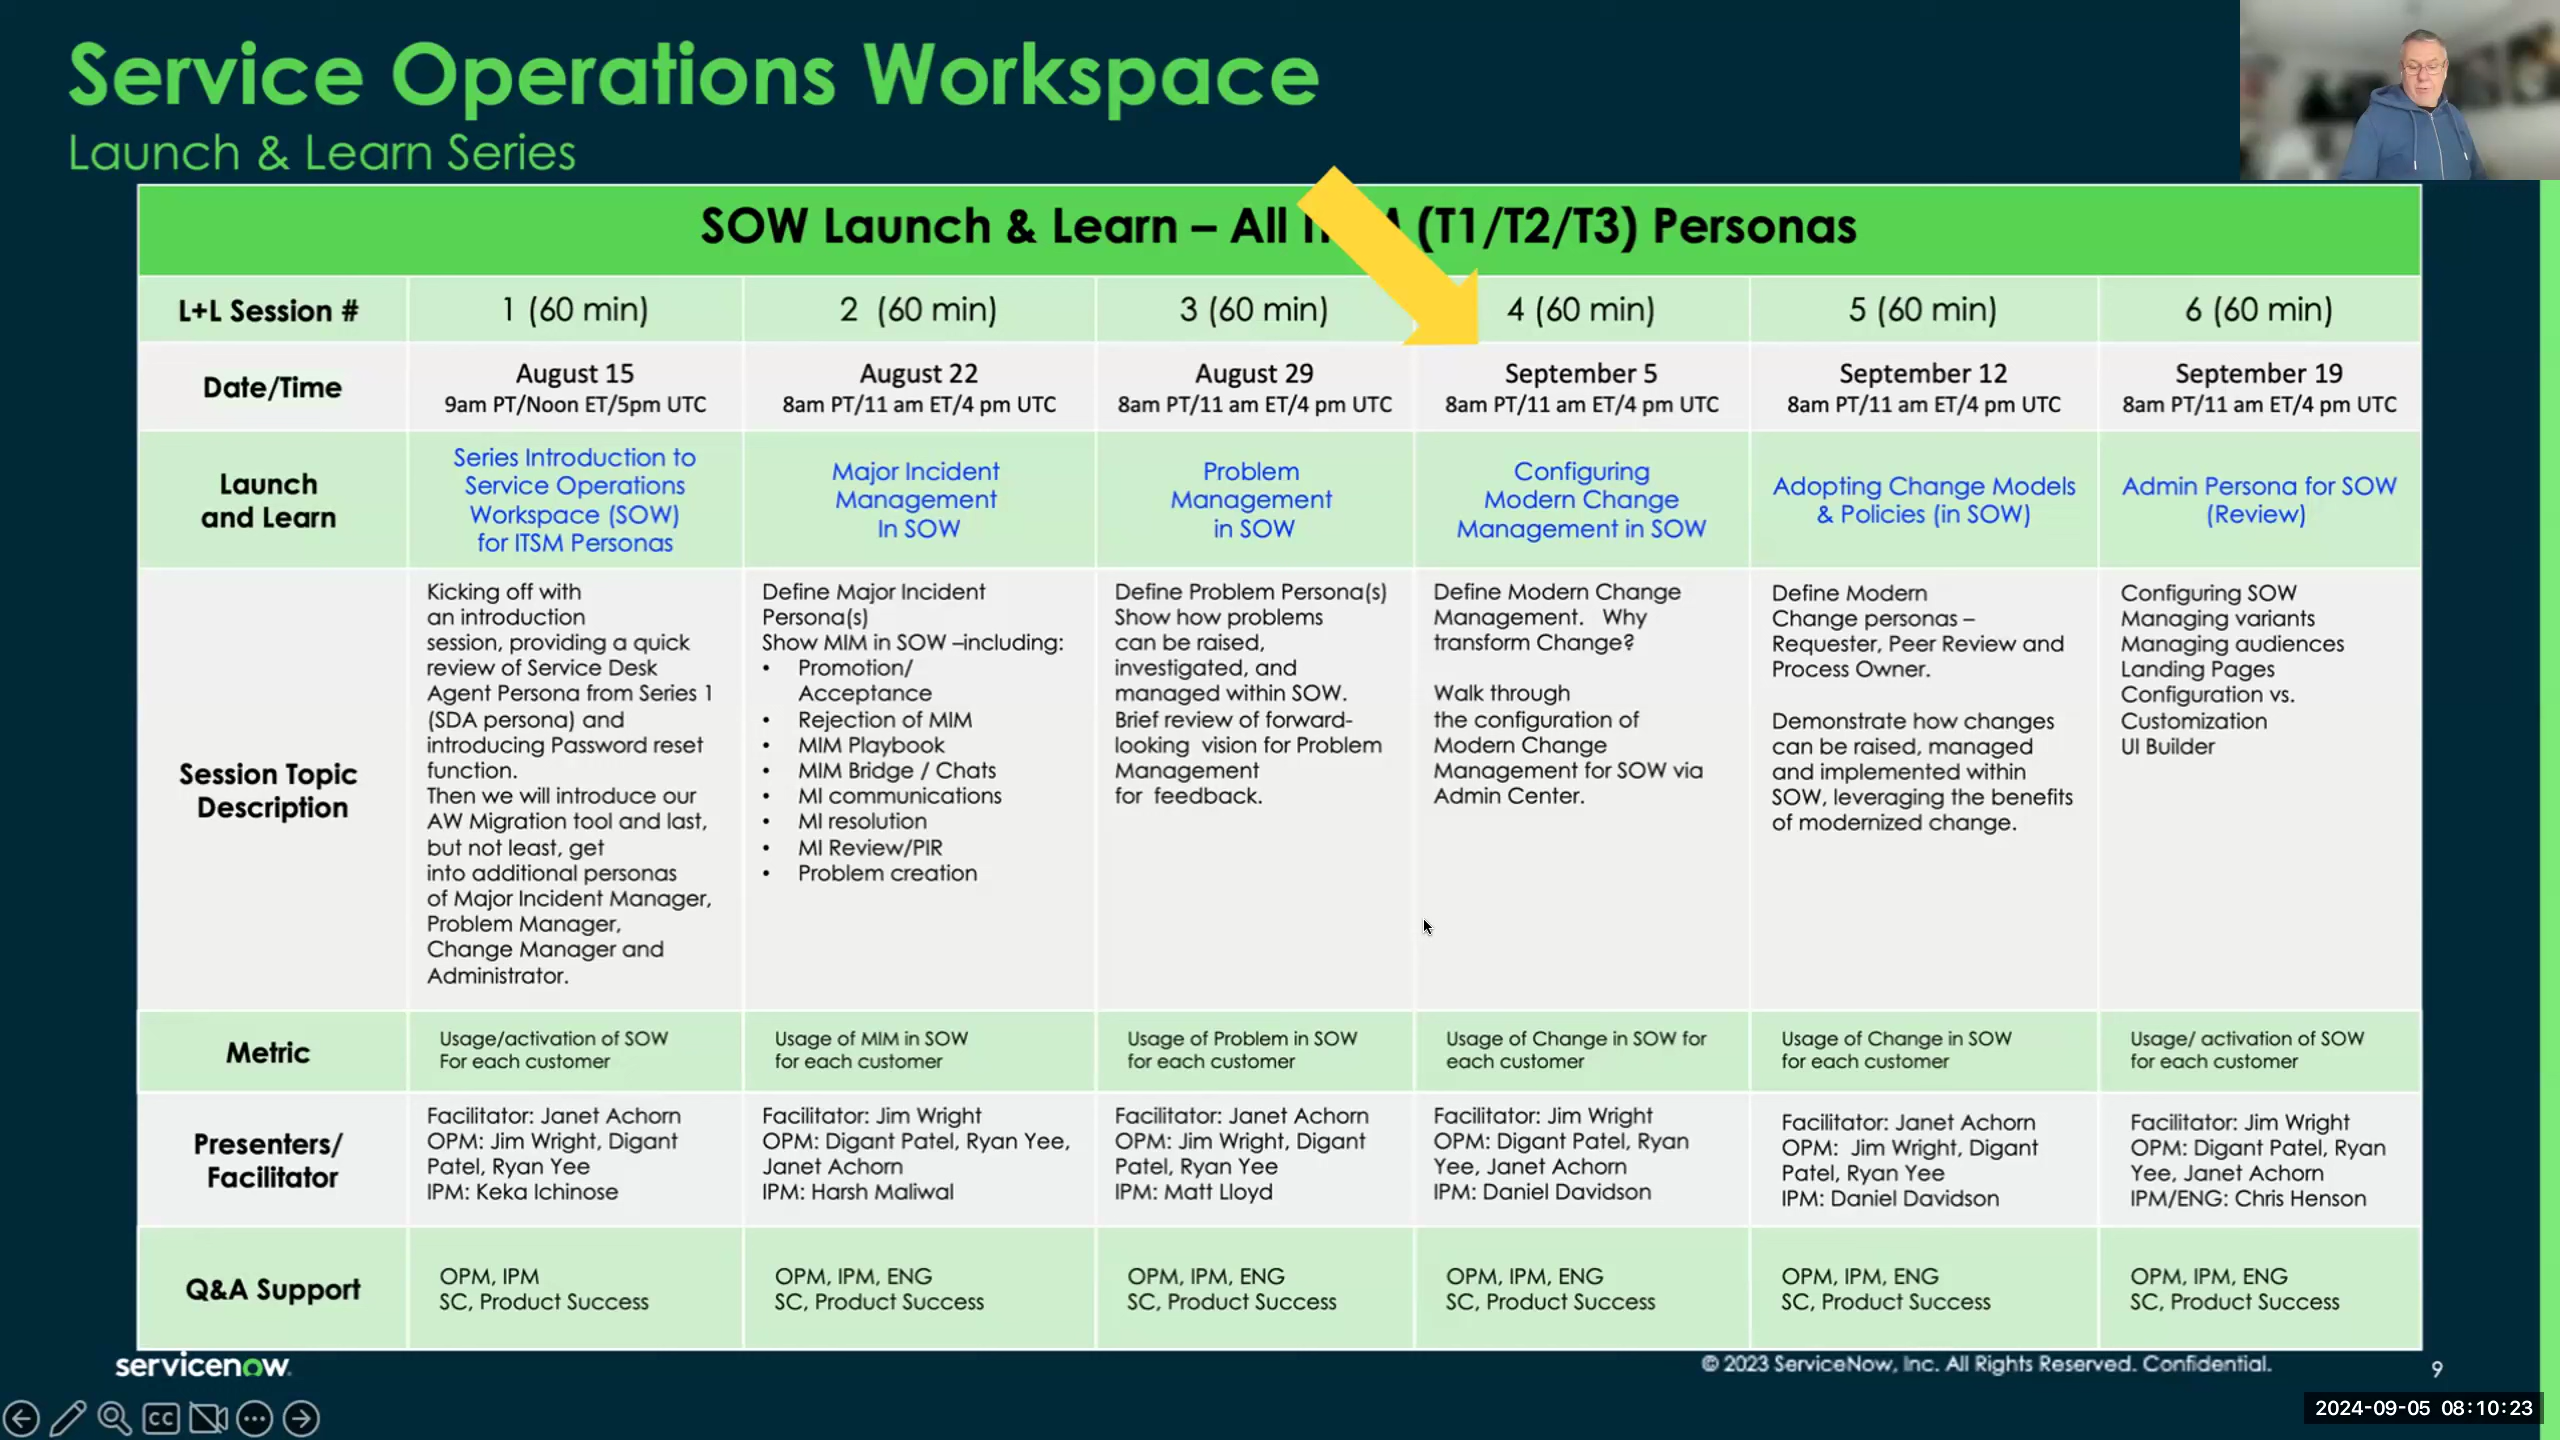 Service Operations Workspace
Launch & Learn Series
SOW Launch & Learn – All (T1/T2/T3) Personas
L+L Session #
1 (60 min)
2 (60 min)
3 (60 min)
4 (60 min)
5 (60 min)
6 (60 min)
Date/Time
August 15
9am PT/Noon ET/5pm UTC
August 22
8am PT/11 am ET/4 pm UTC
August 29
8am PT/11 am ET/4 pm UTC
September 5
8am PT/11 am ET/4 pm UTC
September 12
8am PT/11 am ET/4 pm UTC
September 19
8am PT/11 am ET/4 pm UTC
Launch
and Learn
Series Introduction to
Service Operations
Workspace (SOW)
for ITSM Personas
Major Incident
Management
In SOW
Problem
Management
in SOW
Configuring
Modern Change
Management in SOW
Adopting Change Models
& Policies (in SOW)
Admin Persona for SOW
(Review)
Session Topic
Description
Kicking off with
an introduction
session, providing a quick
review of Service Desk
Agent Persona from Series 1
(SDA persona) and
introducing Password reset
function.
Then we will introduce our
AW Migration tool and last,
but not least, get
into additional personas
of Major Incident Manager,
Problem Manager,
Change Manager and
Administrator.
Define Major Incident
Persona(s)
Show MIM in SOW –including:
• Promotion/
Acceptance
• Rejection of MIM
• MIM Playbook
• MIM Bridge / Chats
• MI communications
• MI resolution
• MI Review/PIR
• Problem creation
Define Problem Persona(s)
Show how problems
can be raised,
investigated, and
managed within SOW.
Brief review of forward-
looking vision for Problem
Management
for feedback.
Define Modern Change
Management. Why
transform Change?
Walk through
the configuration of
Modern Change
Management for SOW via
Admin Center.
Define Modern
Change personas –
Requester, Peer Review and
Process Owner.
Demonstrate how changes
can be raised, managed
and implemented within
SOW, leveraging the benefits
of modernized change.
Configuring SOW
Managing variants
Managing audiences
Landing Pages
Configuration vs.
Customization
UI Builder
Metric
Usage/activation of SOW
For each customer
Usage of MIM in SOW
for each customer
Usage of Problem in SOW
for each customer
Usage of Change in SOW for
each customer
Usage of Change in SOW
for each customer
Usage/ activation of SOW
for each customer
Presenters/
Facilitator
Facilitator: Janet Achorn
OPM: Jim Wright, Digant
Patel, Ryan Yee
IPM: Keka Ichinose
Facilitator: Jim Wright
OPM: Digant Patel, Ryan Yee,
Janet Achorn
IPM: Harsh Maliwal
Facilitator: Janet Achorn
OPM: Jim Wright, Digant
Patel, Ryan Yee
IPM: Matt Lloyd
Facilitator: Jim Wright
OPM: Digant Patel, Ryan
Yee, Janet Achorn
IPM: Daniel Davidson
Facilitator: Janet Achorn
OPM: Jim Wright, Digant
Patel, Ryan Yee
IPM: Daniel Davidson
Facilitator: Jim Wright
OPM: Digant Patel, Ryan
Yee, Janet Achorn
IPM/ENG: Chris Henson
Q&A Support
OPM, IPM
SC, Product Success
OPM, IPM, ENG
SC, Product Success
OPM, IPM, ENG
SC, Product Success
OPM, IPM, ENG
SC, Product Success
OPM, IPM, ENG
SC, Product Success
OPM, IPM, ENG
SC, Product Success
servicenow.
© 2023 ServiceNow, Inc. All Rights Reserved. Confidential.
9
CC
2024-09-05 08:10:23